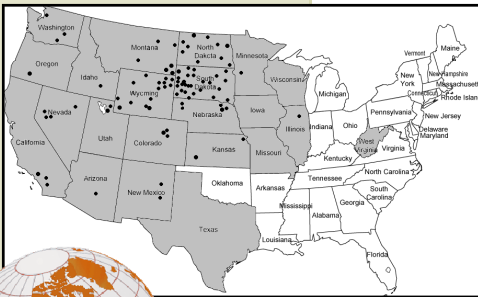 Washington
Montana
North
Dakota
Minnesota
Oregon
Idaho
Wyoming
South
Dakota
Wisconsin
Michigan
Vermont
Maine
New Hampshire
New
York
Massachusetts
Connecticut
Rhode Island
Nevada
Utah
Colorado
Nebraska
Iowa
Illinois
Indiana
Ohio
Pennsylvania
New Jersey
Delaware
Maryland
California
Kansas
Missouri
Kentucky
West
Virginia
Virginia
Arizona
New Mexico
Oklahoma
Arkansas
Tennessee
North Carolina
South
Carolina
Texas
Louisiana
Mississippi
Alabama
Georgia
Florida